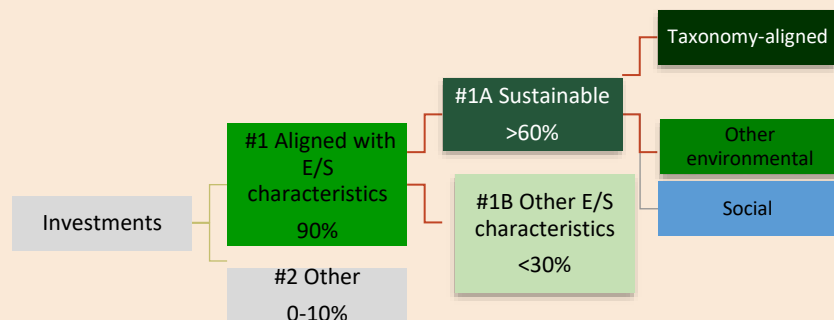 Taxonomy-aligned
#1A Sustainable
>60%
#1 Aligned with
E/S
characteristics
90%
Other
environmental
#1B Other E/S
characteristics
<30%
Social
Investments
#2 Other
0-10%